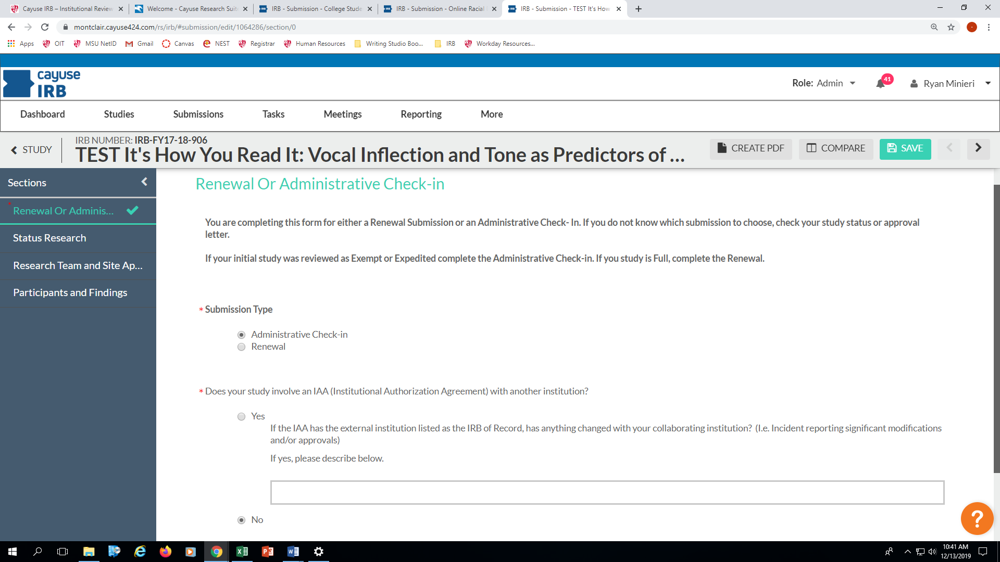 Cayuse IRB – Institutional Review
Welcome - Cayuse Research Suit
IRB - Submission - College Stude
IRB - Submission - Online Racial
IRB - Submission - TEST It's How
montclair.cayuse424.com/rs/irb/#submission/edit/1064286/section/0
Apps OIT MSU NetID Gmail Canvas NEST Registrar Human Resources Writing Studio Boo... IRB Workday Resources...
cayuse
IRB
Role: Admin 41 Ryan Minieri
Dashboard Studies Submissions Tasks Meetings Reporting More
STUDY
IRB NUMBER: IRB-FY17-18-906
TEST It's How You Read It: Vocal Inflection and Tone as Predictors of ...
CREATE PDF COMPARE SAVE
Sections
* Renewal Or Adminis...
Status Research
Research Team and Site Ap...
Participants and Findings
Renewal Or Administrative Check-in
You are completing this form for either a Renewal Submission or an Administrative Check- In. If you do not know which submission to choose, check your study status or approval
letter.
If your initial study was reviewed as Exempt or Expedited complete the Administrative Check-in. If you study is Full, complete the Renewal.
* Submission Type
Administrative Check-in
Renewal
* Does your study involve an IAA (Institutional Authorization Agreement) with another institution?
Yes
If the IAA has the external institution listed as the IRB of Record, has anything changed with your collaborating institution? (I.e. Incident reporting significant modifications
and/or approvals)
If yes, please describe below.
No
?
10:41 AM
12/13/2019